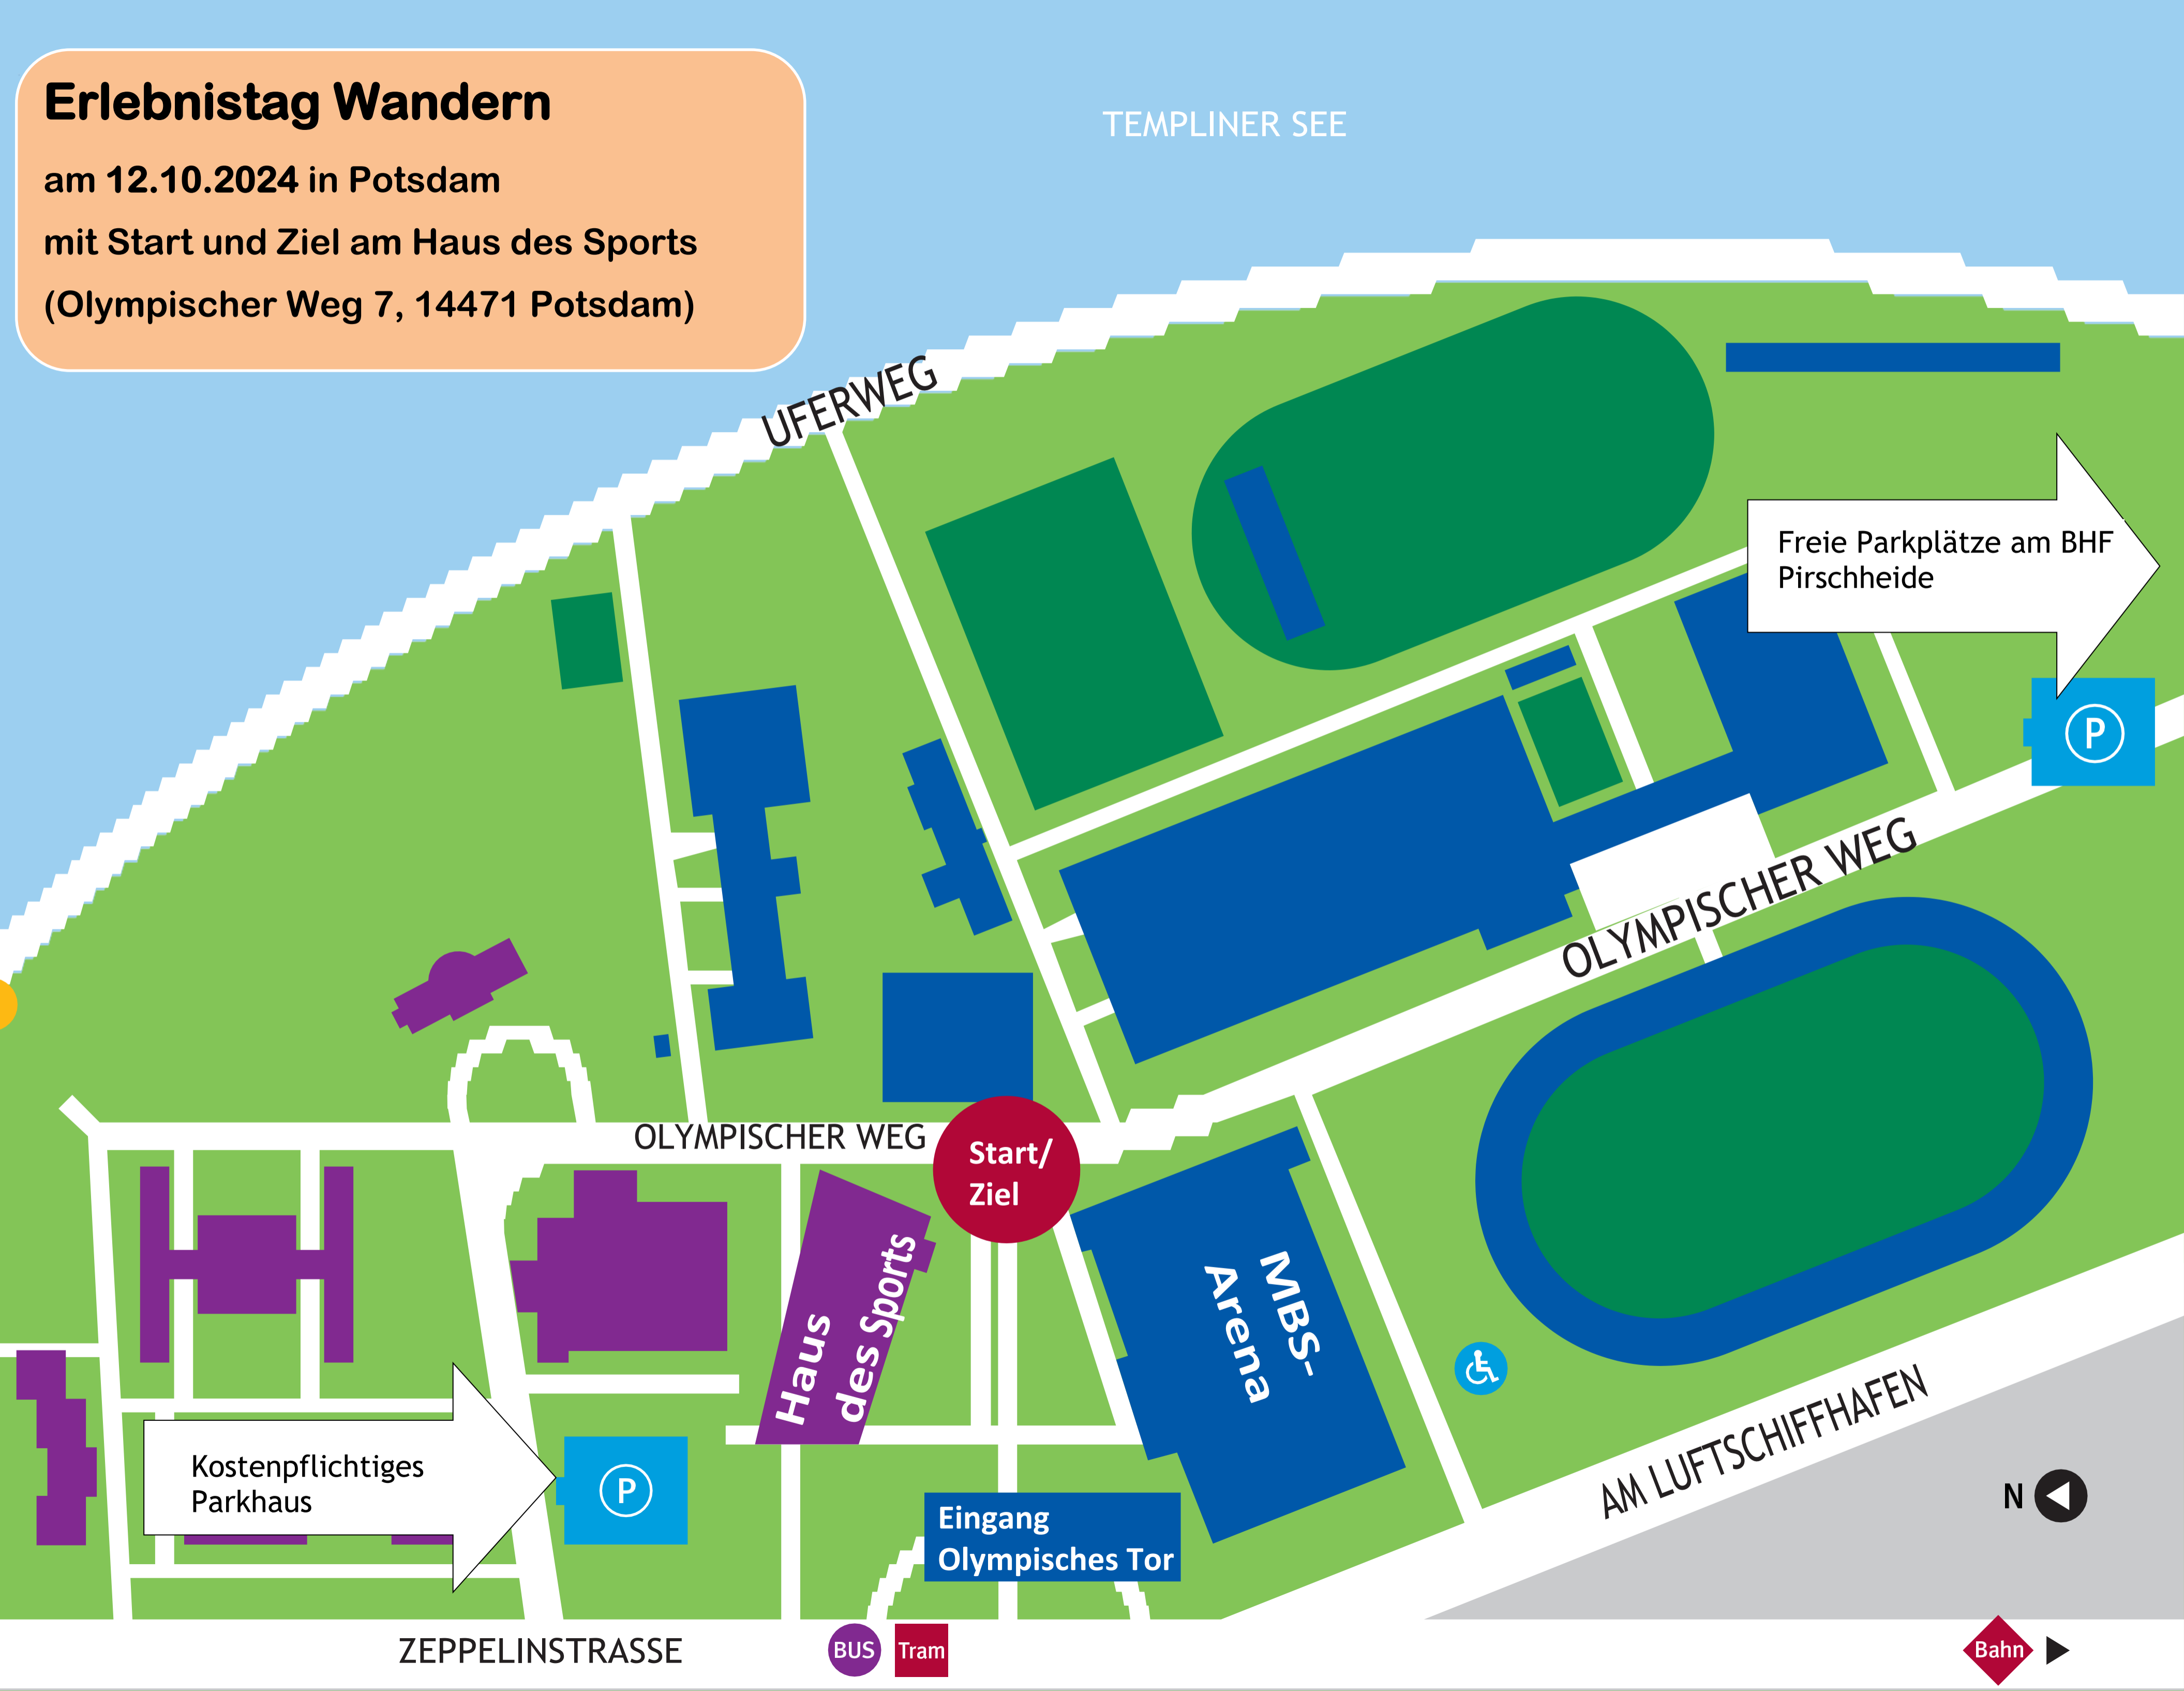 Erlebnistag Wandern
am 12.10.2024 in Potsdam
mit Start und Ziel am Haus des Sports
(Olympischer Weg 7, 14471 Potsdam)
TEMPLINER SEE
UFERWEG
Freie Parkplätze am BHF
Pirschheide
P
OLYMPISCHER WEG
OLYMPISCHER WEG
Start/
Ziel
Haus
des Sports
MBS-
Arena
AM LUFTSCHIFFHAFEN
Kostenpflichtiges
Parkhaus
P
Eingang
Olympisches Tor
N
ZEPPELINSTRASSE
BUS
Tram
Bahn